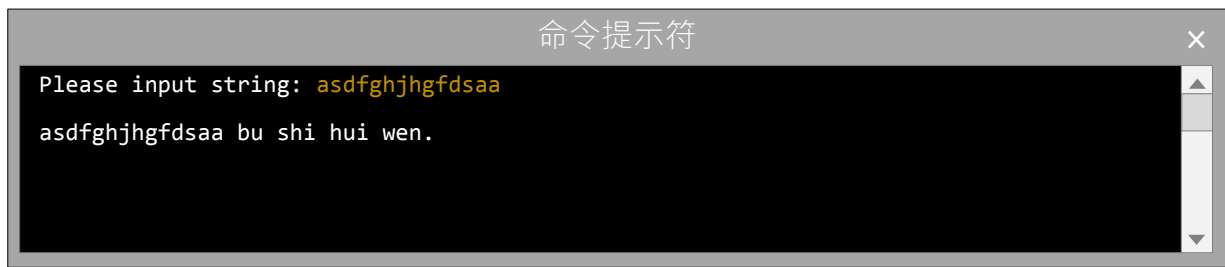 命令提示符
Please input string: asdfghjhgfdsaa
asdfghjhgfdsaa bu shi hui wen.